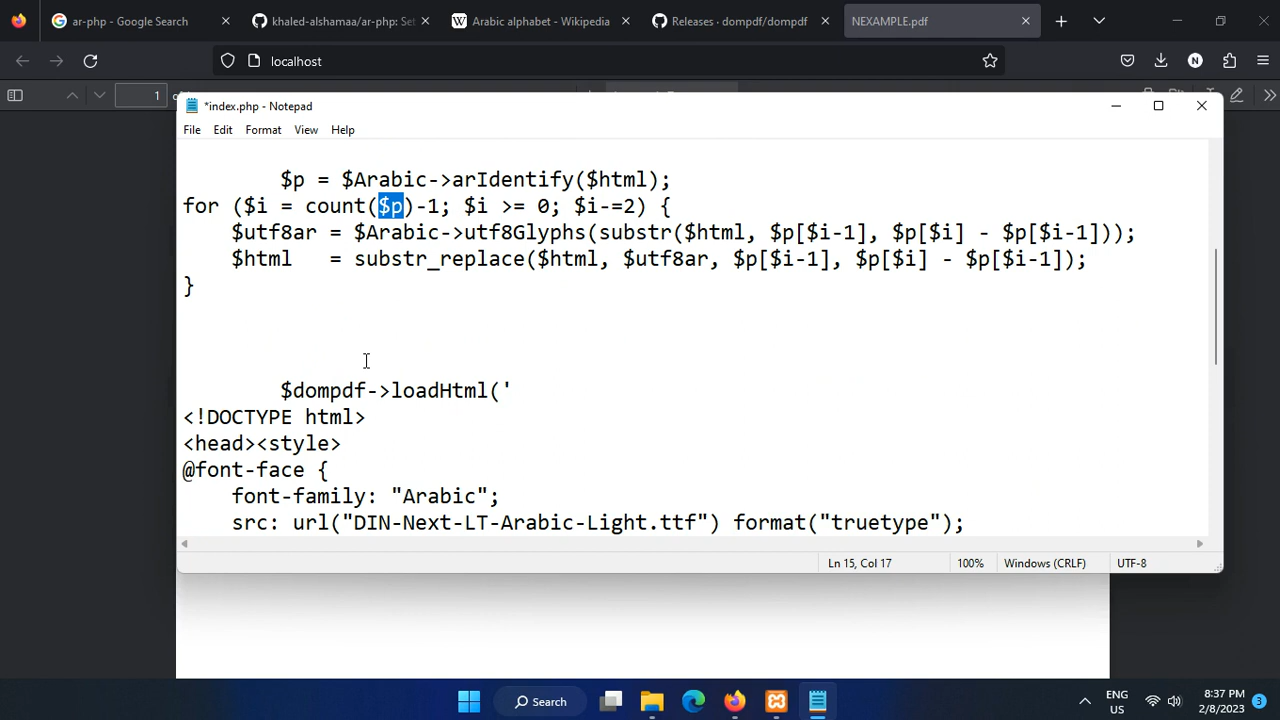 ar-php - Google Search
khaled-alshamaa/ar-php: Set
Arabic alphabet - Wikipedia
Releases · dompdf/dompdf
NEXAMPLE.pdf
localhost
N
1
*index.php - Notepad
File Edit Format View Help
$p = $Arabic->arIdentify($html);
for ($i = count($p)-1; $i >= 0; $i-=2) {
$utf8ar = $Arabic->utf8Glyphs(substr($html, $p[$i-1], $p[$i] - $p[$i-1]));
$html = substr_replace($html, $utf8ar, $p[$i-1], $p[$i] - $p[$i-1]);
}
$dompdf->loadHtml('
<!DOCTYPE html>
<head><style>
@font-face {
font-family: "Arabic";
src: url("DIN-Next-LT-Arabic-Light.ttf") format("truetype");
Ln 15, Col 17 100% Windows (CRLF) UTF-8
Search
ENG
US
8:37 PM
2/8/2023
3